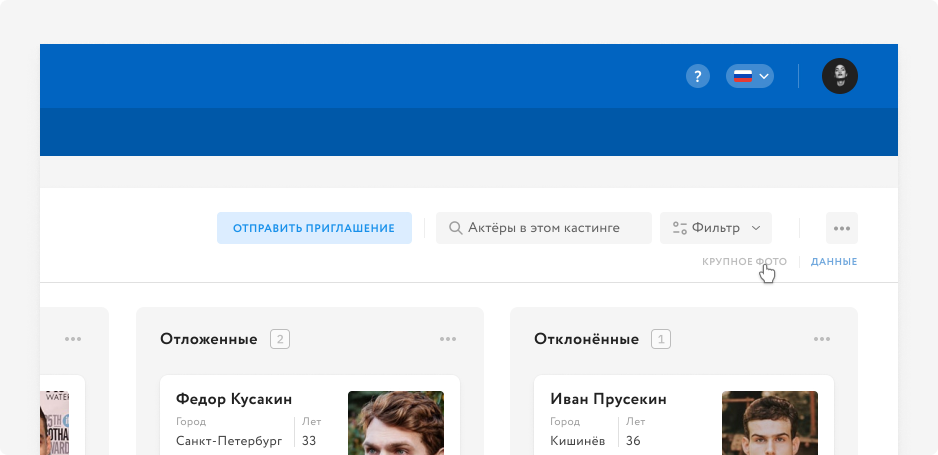 ?
ОТПРАВИТЬ ПРИГЛАШЕНИЕ
Актёры в этом кастинге
Фильтр
КРУПНОЕ ФОТО
ДАННЫЕ
Отложенные 2
Отклонённые 1
WATER
Федор Кусакин
Город Лет
Санкт-Петербург 33
Иван Прусекин
Город Лет
Кишинёв 36